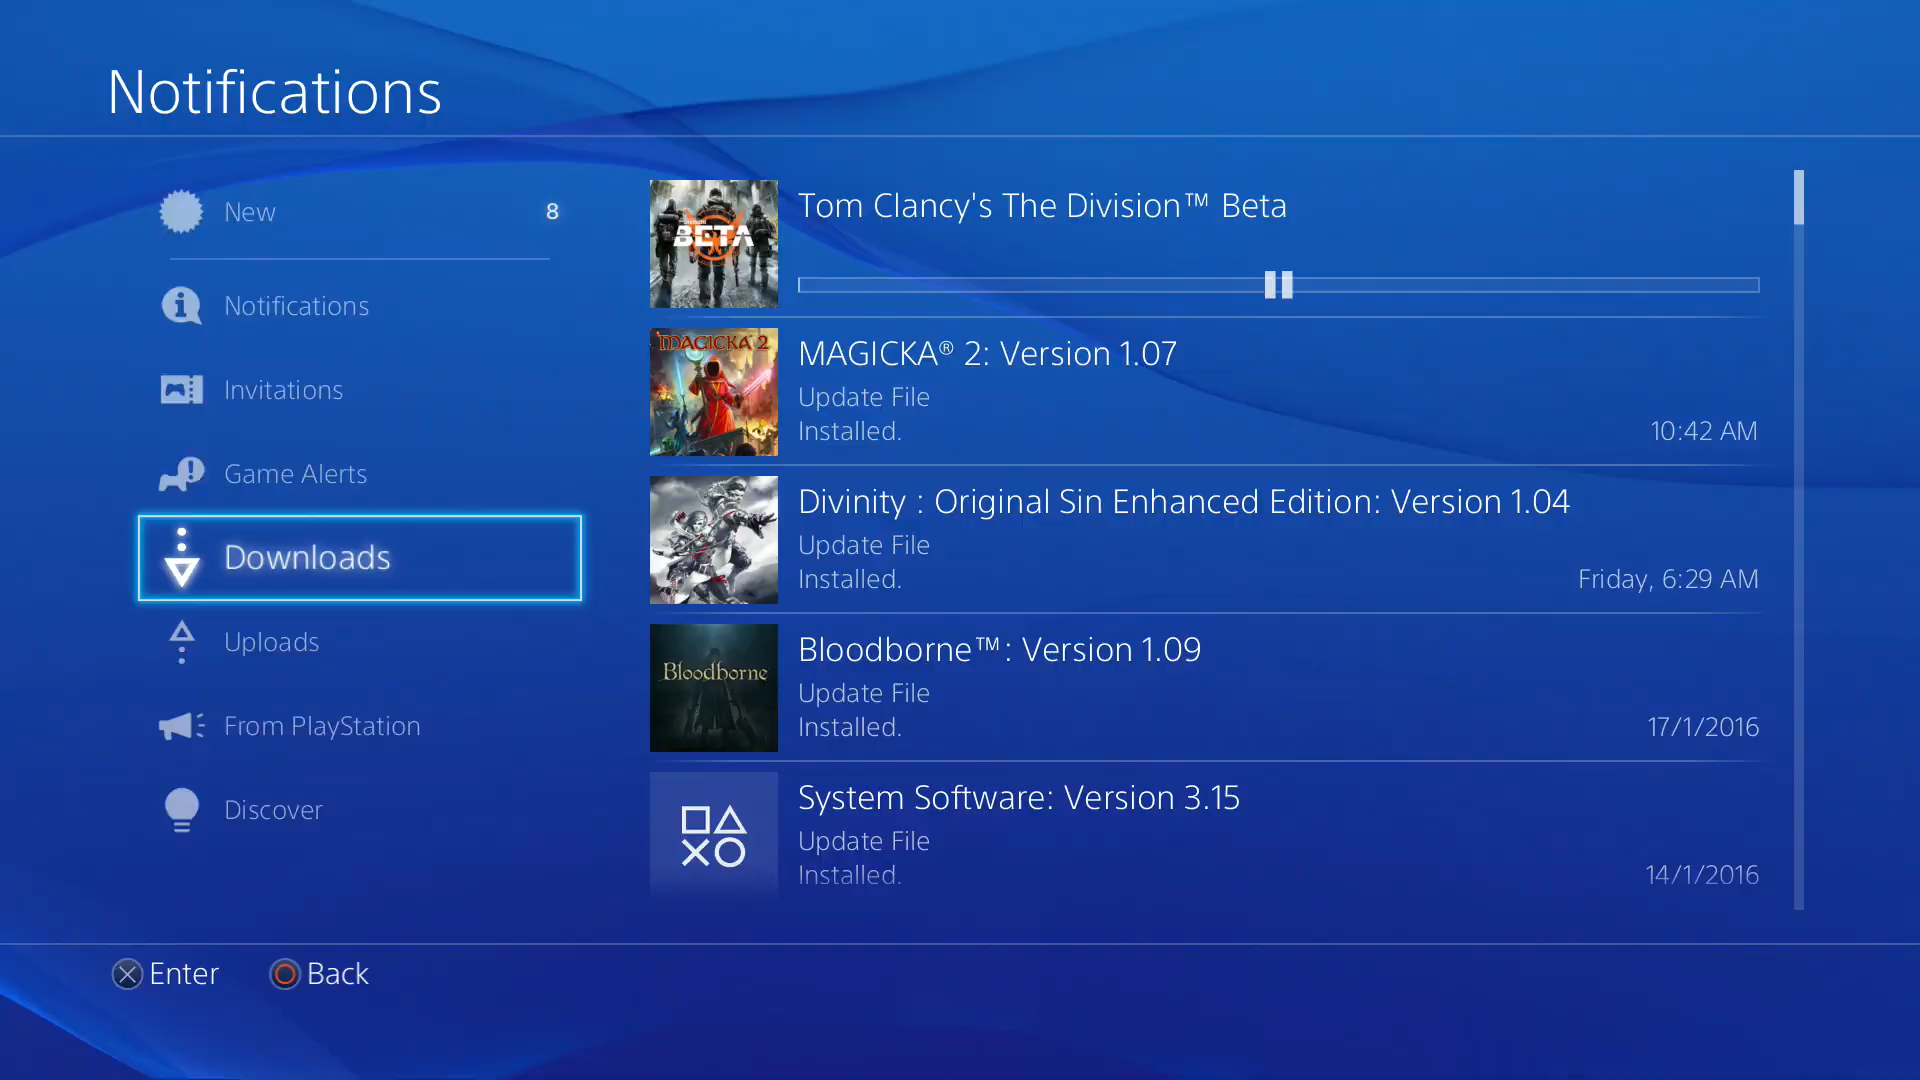 Notifications
New 8
Notifications
Invitations
Game Alerts
Downloads
Uploads
From PlayStation
Discover
BETA
Tom Clancy's The Division™ Beta
MAGICKA 2
MAGICKA® 2: Version 1.07
Update File
Installed. 10:42 AM
Divinity : Original Sin Enhanced Edition: Version 1.04
Update File
Installed. Friday, 6:29 AM
Bloodborne
Bloodborne™: Version 1.09
Update File
Installed. 17/1/2016
System Software: Version 3.15
Update File
Installed. 14/1/2016
Enter Back